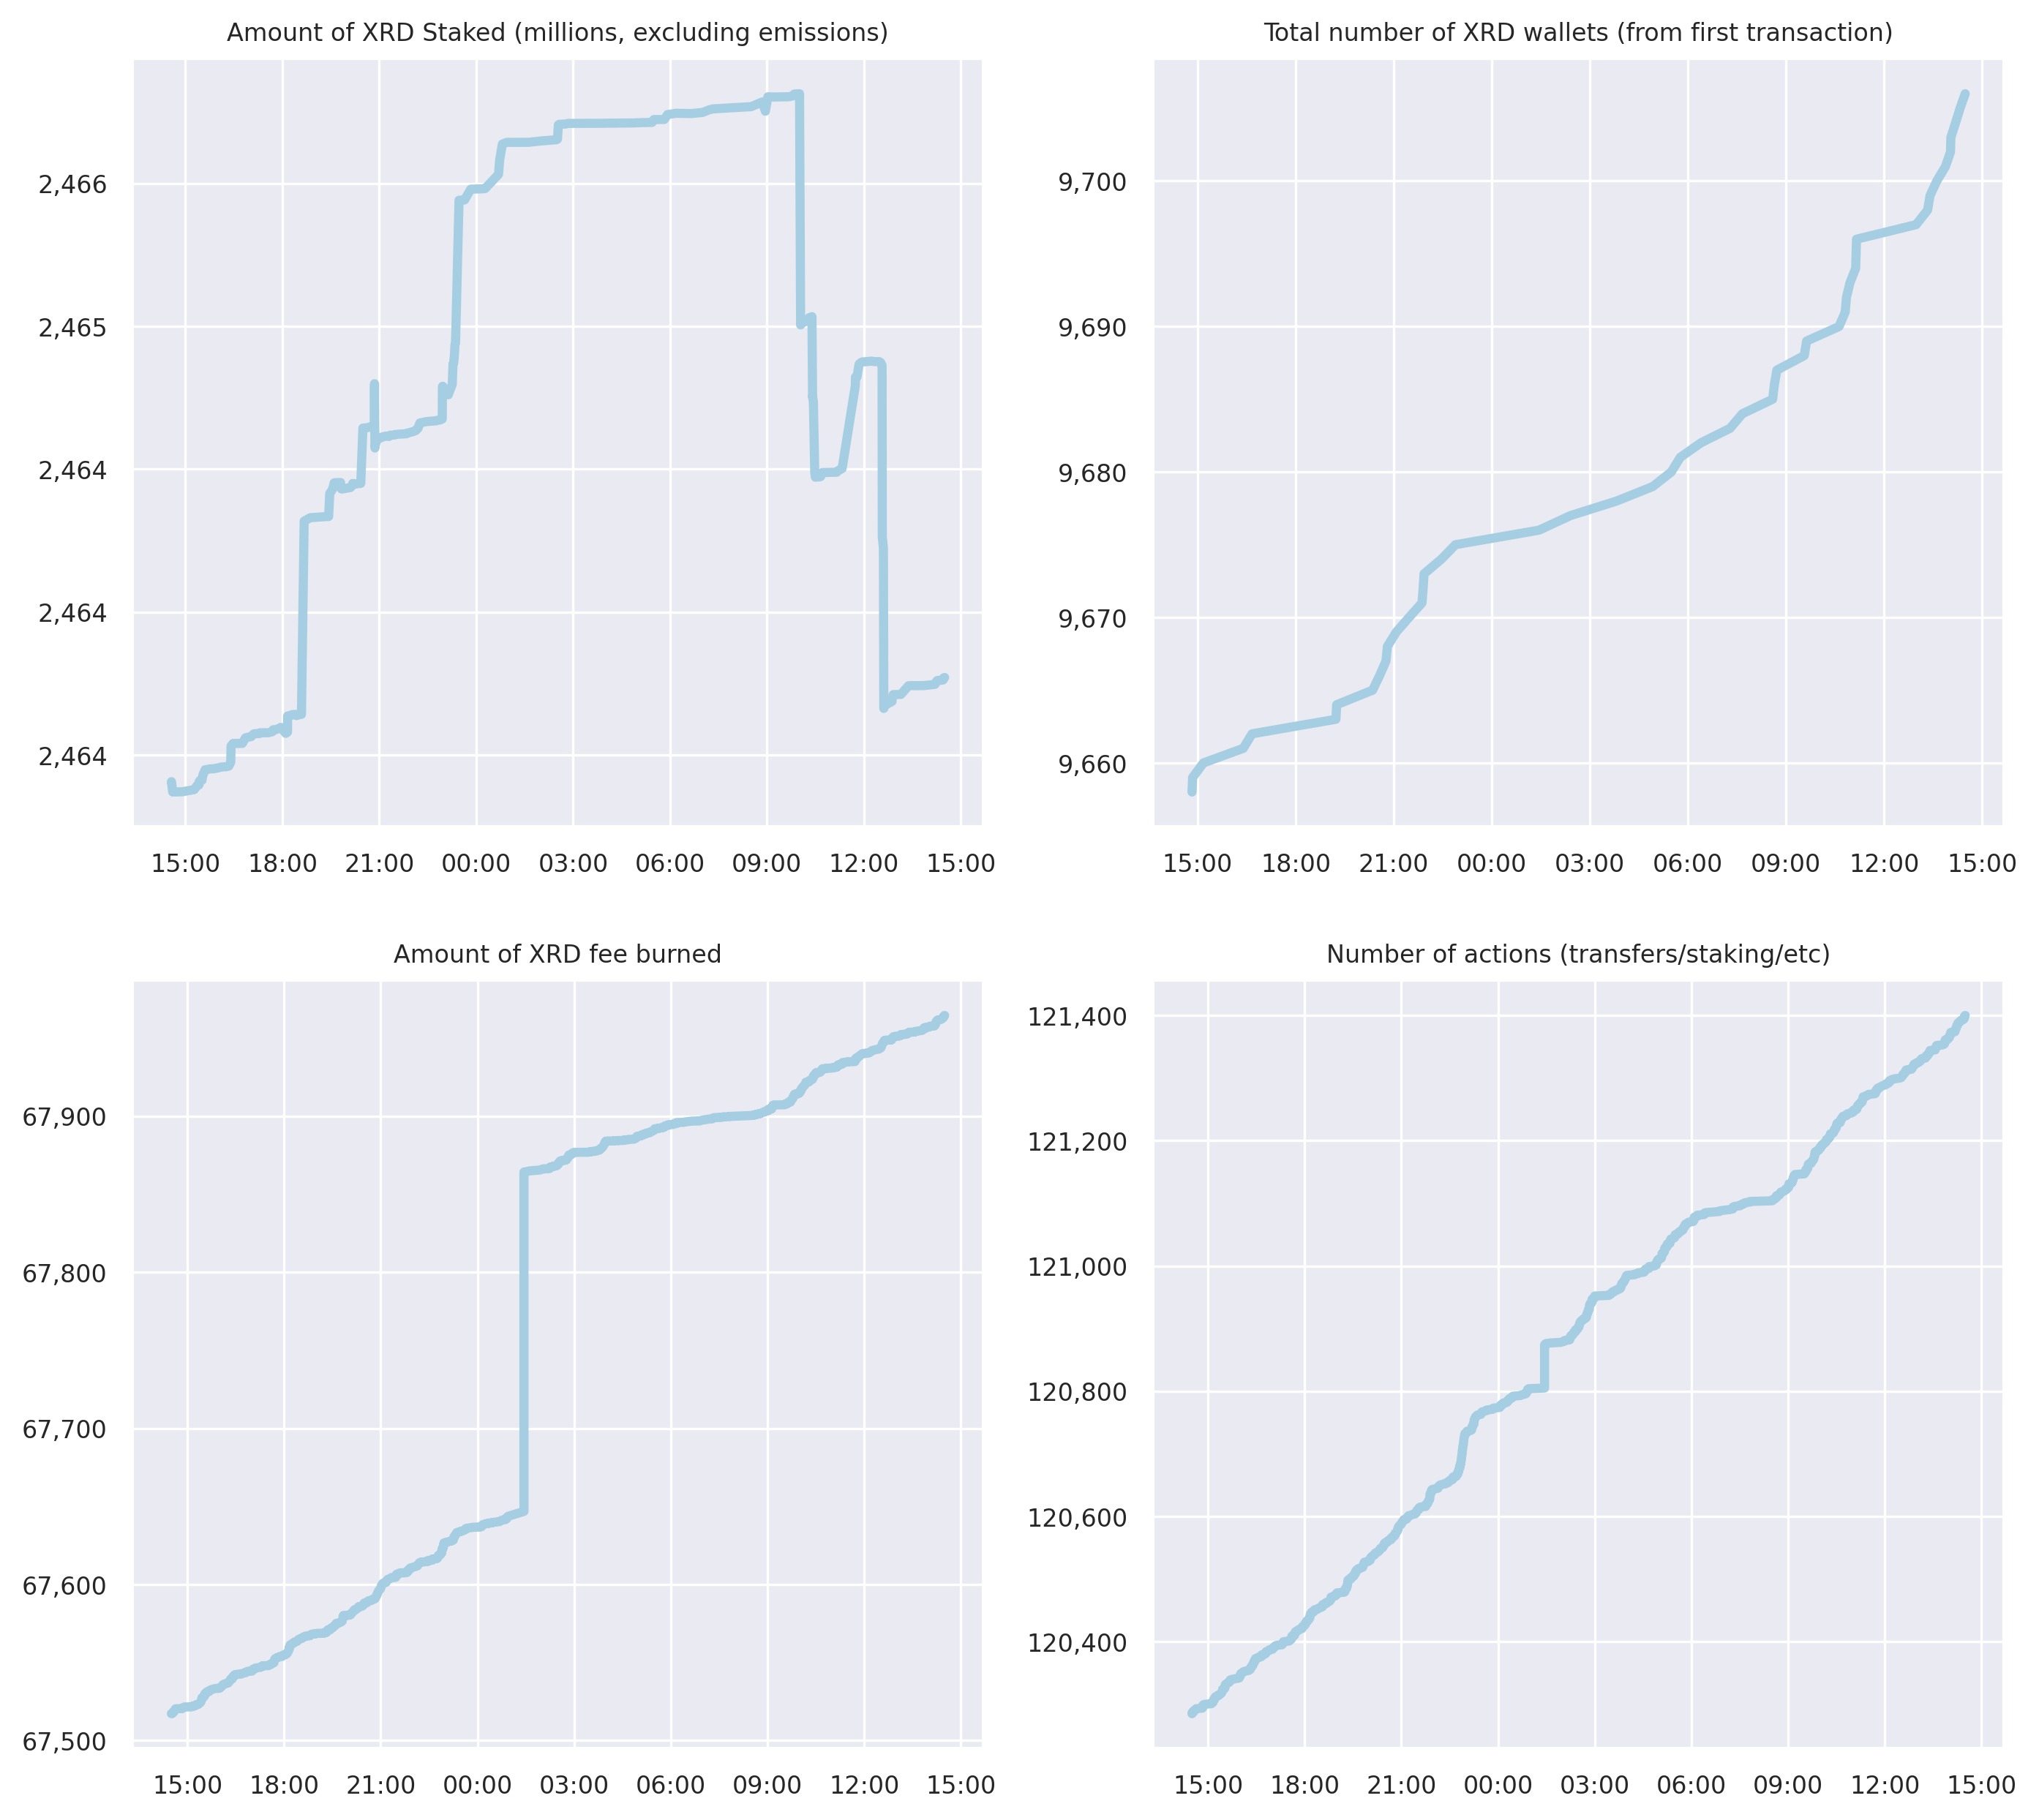 Amount of XRD Staked (millions, excluding emissions)
2,466
2,465
2,464
2,464
2,464
15:00 18:00 21:00 00:00 03:00 06:00 09:00 12:00 15:00
Total number of XRD wallets (from first transaction)
9,700
9,690
9,680
9,670
9,660
15:00 18:00 21:00 00:00 03:00 06:00 09:00 12:00 15:00
Amount of XRD fee burned
67,900
67,800
67,700
67,600
67,500
15:00 18:00 21:00 00:00 03:00 06:00 09:00 12:00 15:00
Number of actions (transfers/staking/etc)
121,400
121,200
121,000
120,800
120,600
120,400
15:00 18:00 21:00 00:00 03:00 06:00 09:00 12:00 15:00